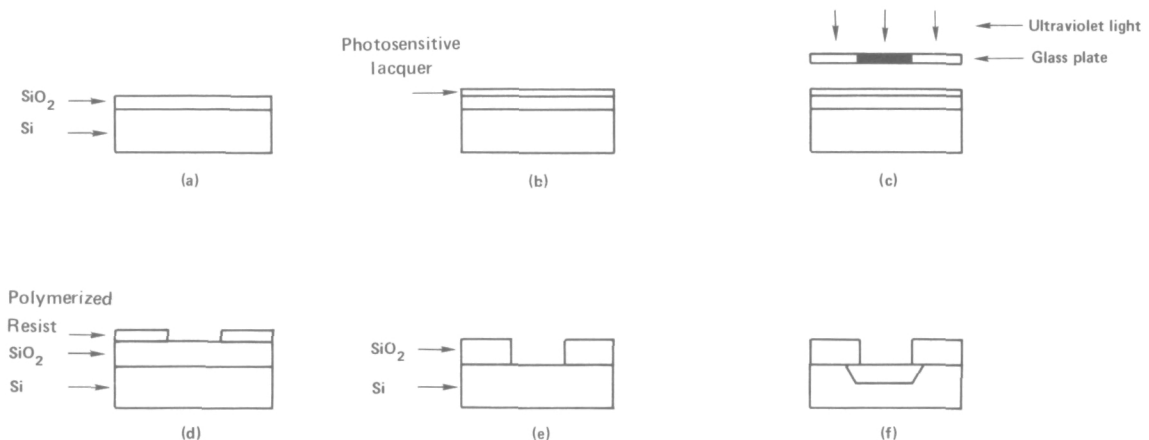 SiO2
Si
(a)
Photosensitive
lacquer
(b)
Ultraviolet light
Glass plate
(c)
Polymerized
Resist
SiO2
Si
(d)
SiO2
Si
(e)
(f)